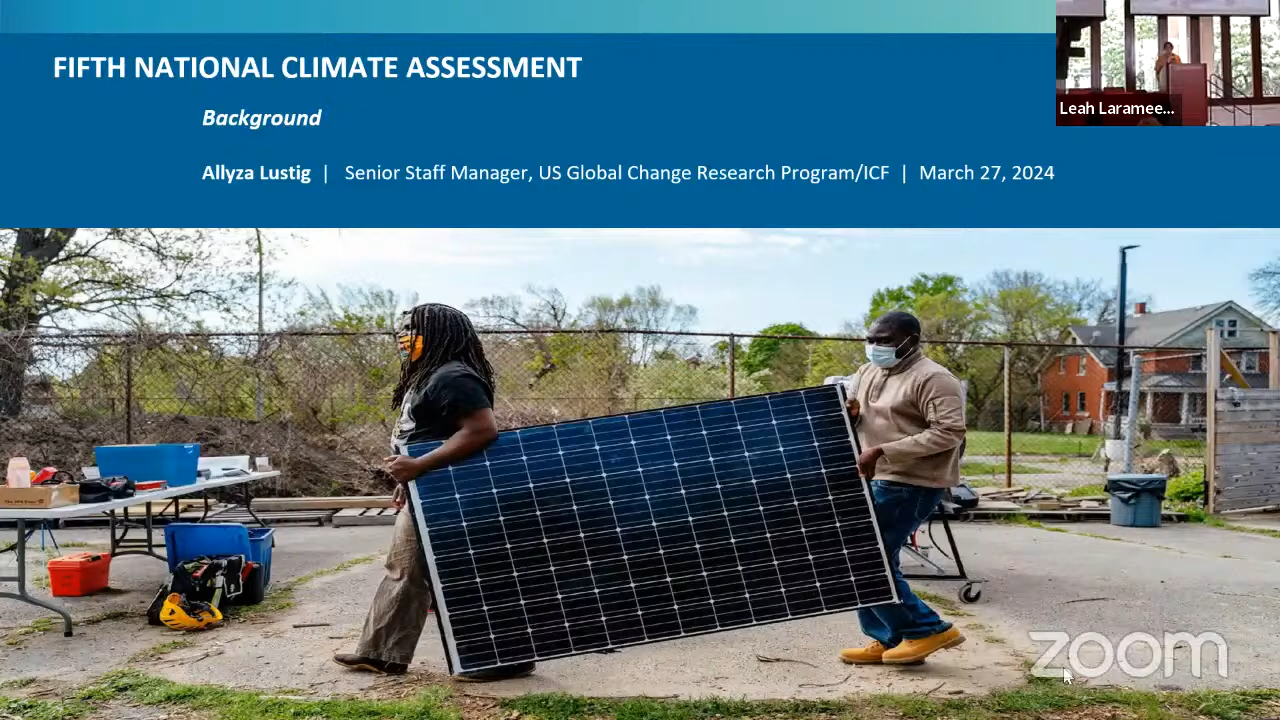 FIFTH NATIONAL CLIMATE ASSESSMENT
Background
Allyza Lustig | Senior Staff Manager, US Global Change Research Program/ICF | March 27, 2024
Leah Laramee...
zoom